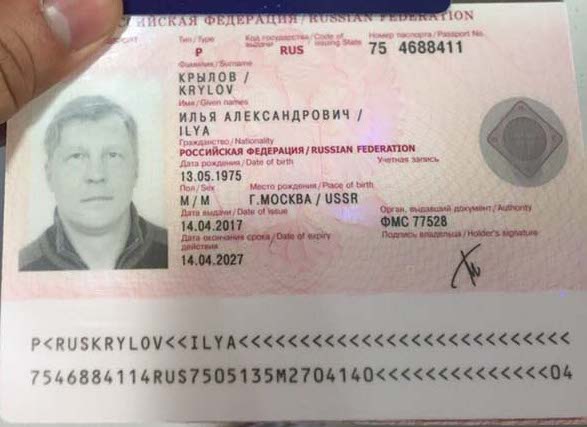 ИЙСКАЯ ФЕДЕРАЦИЯ / RUSSIAN FEDERATION
Тип / Type Код государства / Code of Номер паспорта / Passport No.
выдачи issuing State
P RUS 75 4688411
Фамилия / Surname
КРЫЛОВ /
KRYLOV
Имя / Given names
ИЛЬЯ АЛЕКСАНДРОВИЧ /
ILYA
Гражданство / Nationality
РОССИЙСКАЯ ФЕДЕРАЦИЯ / RUSSIAN FEDERATION
Дата рождения / Date of birth Учетная запись
13.05.1975
Пол / Sex Место рождения / Place of birth
М / M Г.МОСКВА / USSR
Дата выдачи / Date of issue Орган, выдавший документ / Authority
14.04.2017 ФМС 77528
Дата окончания срока / Date of expiry Подпись владельца / Holder's signature
действия
14.04.2027
P<RUSKRYLOV<<ILYA<<<<<<<<<<<<<<<<<<<<<<<<<<<
7546884114RUS7505135M2704140<<<<<<<<<<<<<<04